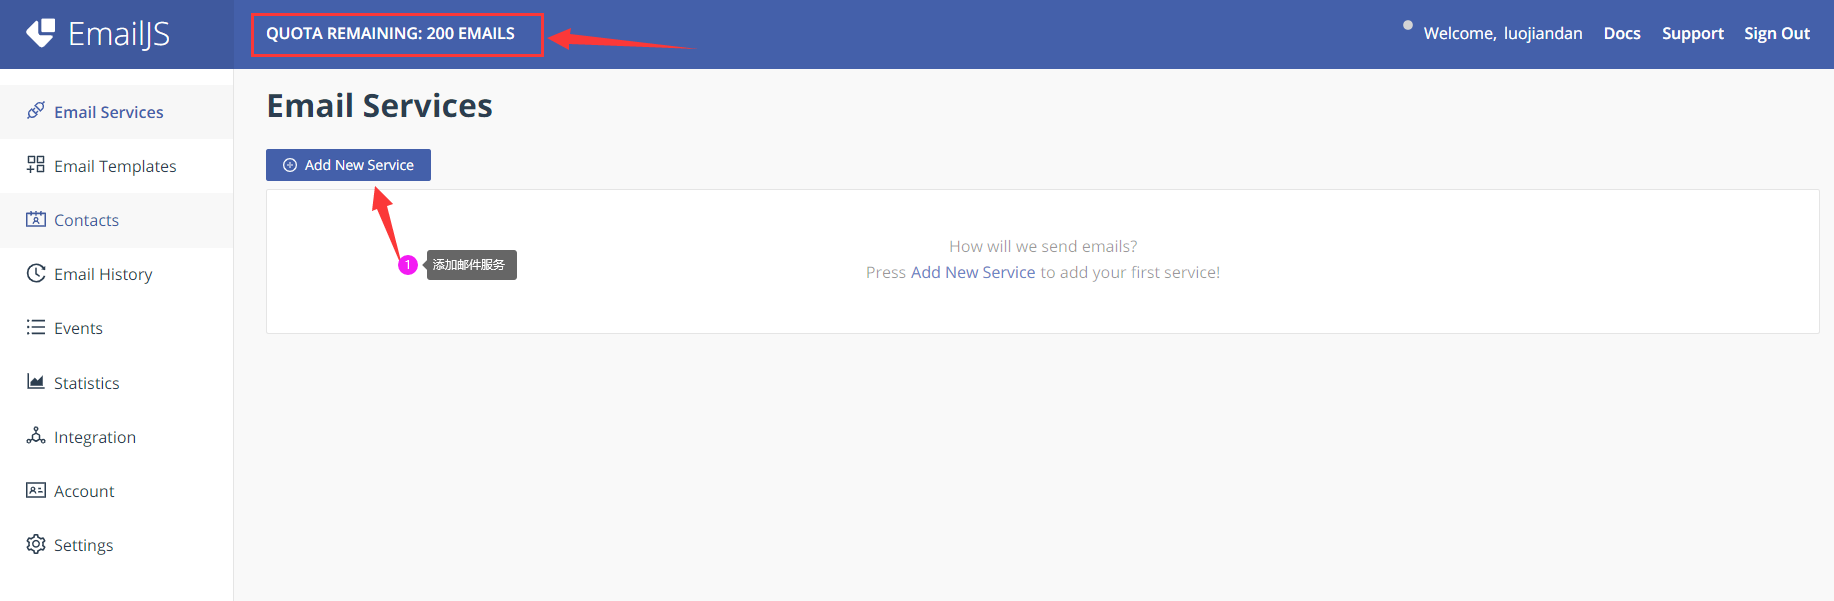 EmailJS
QUOTA REMAINING: 200 EMAILS
Welcome, luojiandan
Docs
Support
Sign Out
Email Services
Email Templates
Contacts
Email History
Events
Statistics
Integration
Account
Settings
Email Services
Add New Service
1
添加邮件服务
How will we send emails?
Press Add New Service to add your first service!